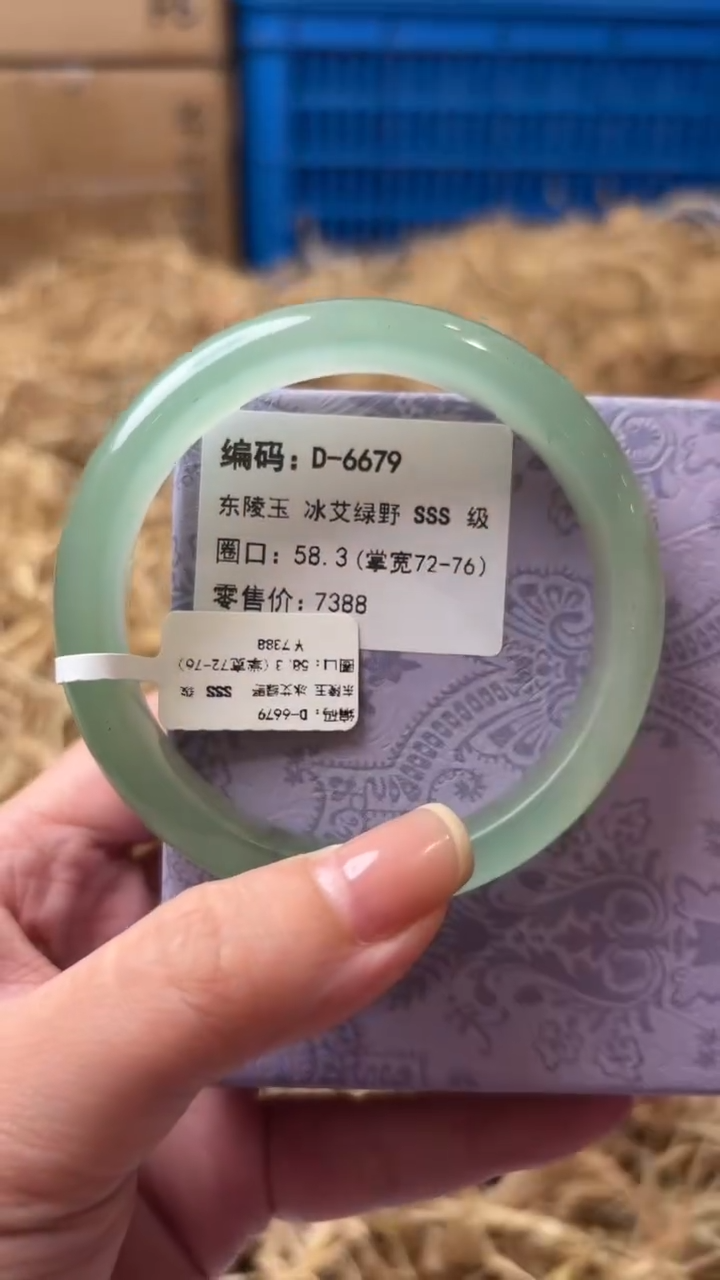 编码: D-6679
东陵玉 冰艾绿野 SSS 级
圈口: 58.3(掌宽72-76)
零售价: 7388
编码: D-6679
东陵玉 冰艾绿野 SSS 级
圈口: 58.3(掌宽72-76)
￥7388